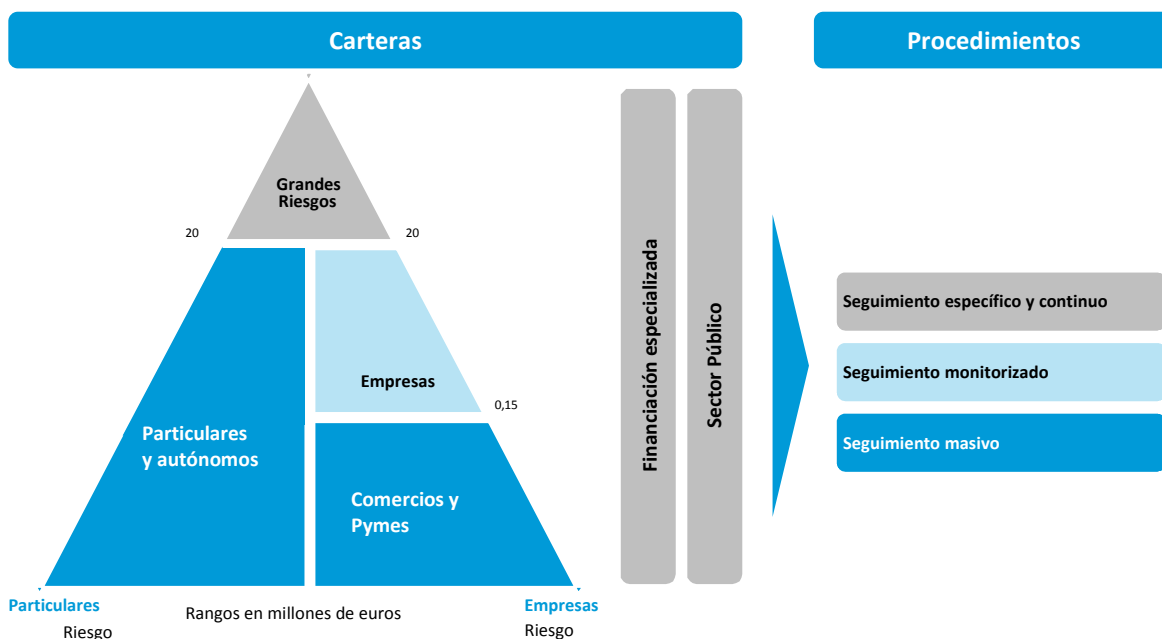 Carteras
Procedimientos
Grandes
Riesgos
20
20
Empresas
0,15
Particulares
y autónomos
Comercios y
Pymes
Particulares
Riesgo
Rangos en millones de euros
Empresas
Riesgo
Financiación especializada
Sector Público
Seguimiento específico y continuo
Seguimiento monitorizado
Seguimiento masivo